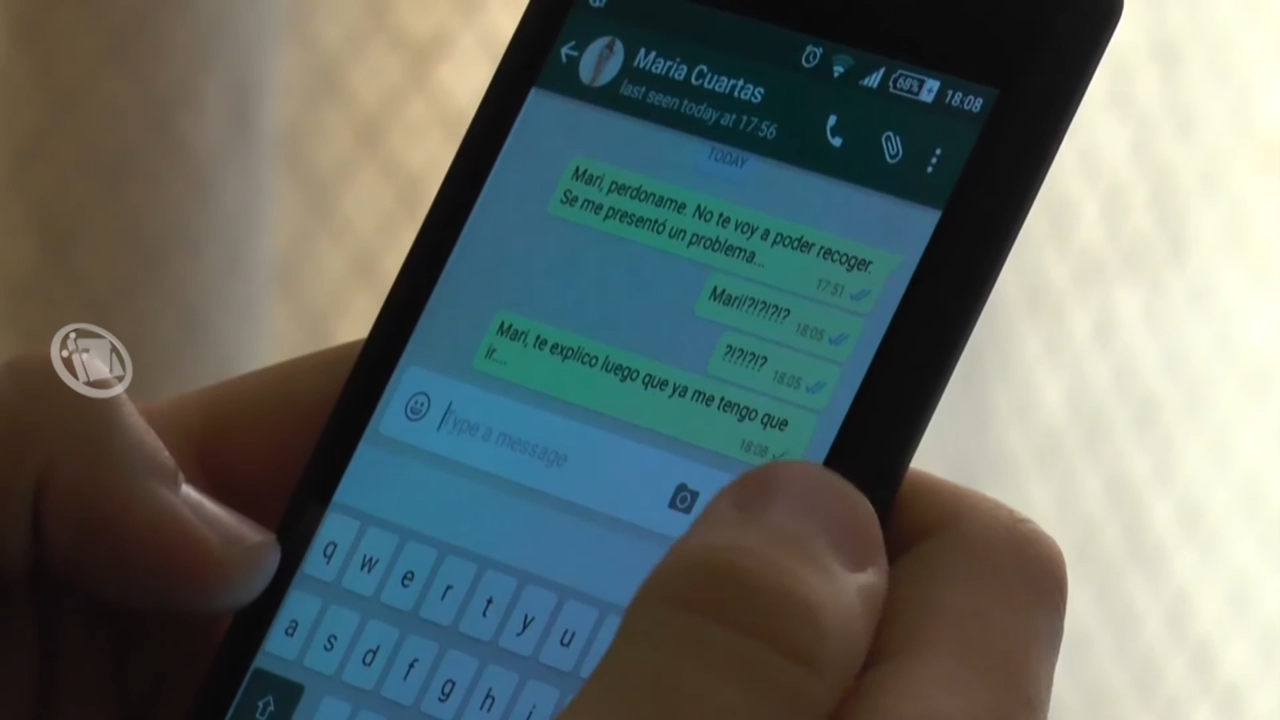 68%
18:08
Maria Cuartas
last seen today at 17:56
TODAY
Mari, perdoname. No te voy a poder recoger.
Se me presentó un problema...
17:51
Mari!?!?!?!?
18:05
?!?!?!?
18:05
Mari, te explico luego que ya me tengo que
ir....
18:08
Type a message
q w e r t y u
a s d f g h j